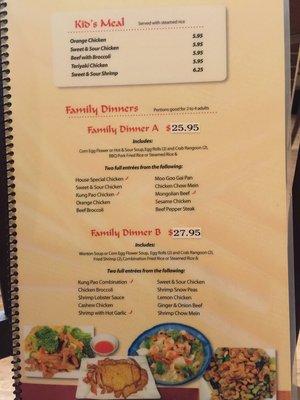 Kid's Meal Served with steamed rice
Orange Chicken 5.95
Sweet & Sour Chicken 5.95
Beef with Broccoli 5.95
Teriyaki Chicken 5.95
Sweet & Sour Shrimp 6.25
Family Dinners Portions good for 2 to 4 adults
Family Dinner A $25.95
Includes:
Corn Egg Flower or Hot & Sour Soup, Egg Rolls (2) and Crab Rangoon (2),
BBQ Pork Fried Rice or Steamed Rice &
Two full entrées from the following:
House Special Chicken
Sweet & Sour Chicken
Kung Pao Chicken
Orange Chicken
Beef Broccoli
Moo Goo Gai Pan
Chicken Chow Mein
Mongolian Beef
Sesame Chicken
Beef Pepper Steak
Family Dinner B $27.95
Includes:
Wonton Soup or Corn Egg Flower Soup, Egg Rolls (2) and Crab Rangoon (2),
Fried Shrimp (2), Combination Fried Rice or Steamed Rice &
Two full entrées from the following:
Kung Pao Combination
Chicken Broccoli
Shrimp Lobster Sauce
Cashew Chicken
Shrimp with Hot Garlic
Sweet & Sour Chicken
Shrimp Snow Peas
Lemon Chicken
Ginger & Onion Beef
Shrimp Chow Mein